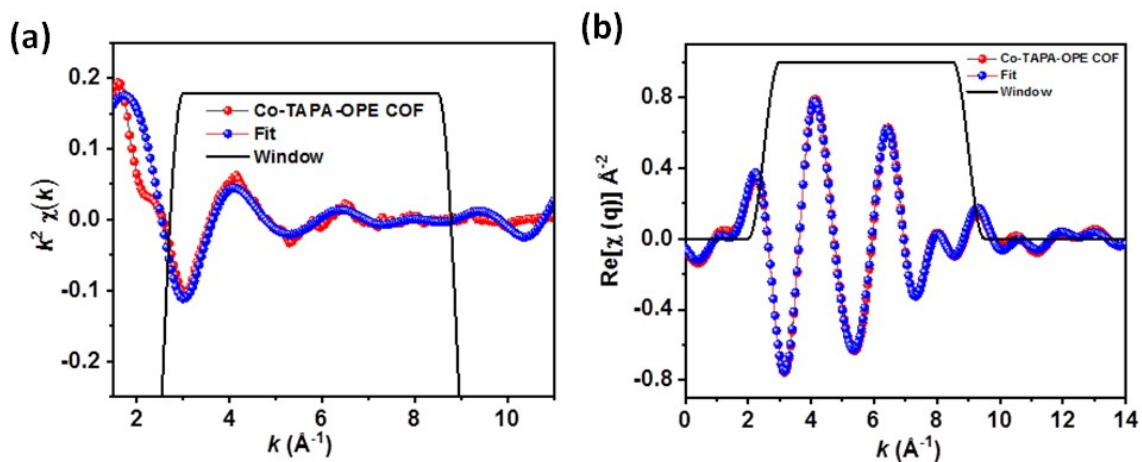 (a)
k² χ(k)
0.2
0.1
0.0
-0.1
-0.2
Co-TAPA-OPE COF
Fit
Window
2 4 6 8 10
k (Å⁻¹)
(b)
Re[χ (q)] Å⁻²
0.8
0.4
0.0
-0.4
-0.8
Co-TAPA-OPE COF
Fit
Window
0 2 4 6 8 10 12 14
k (Å⁻¹)